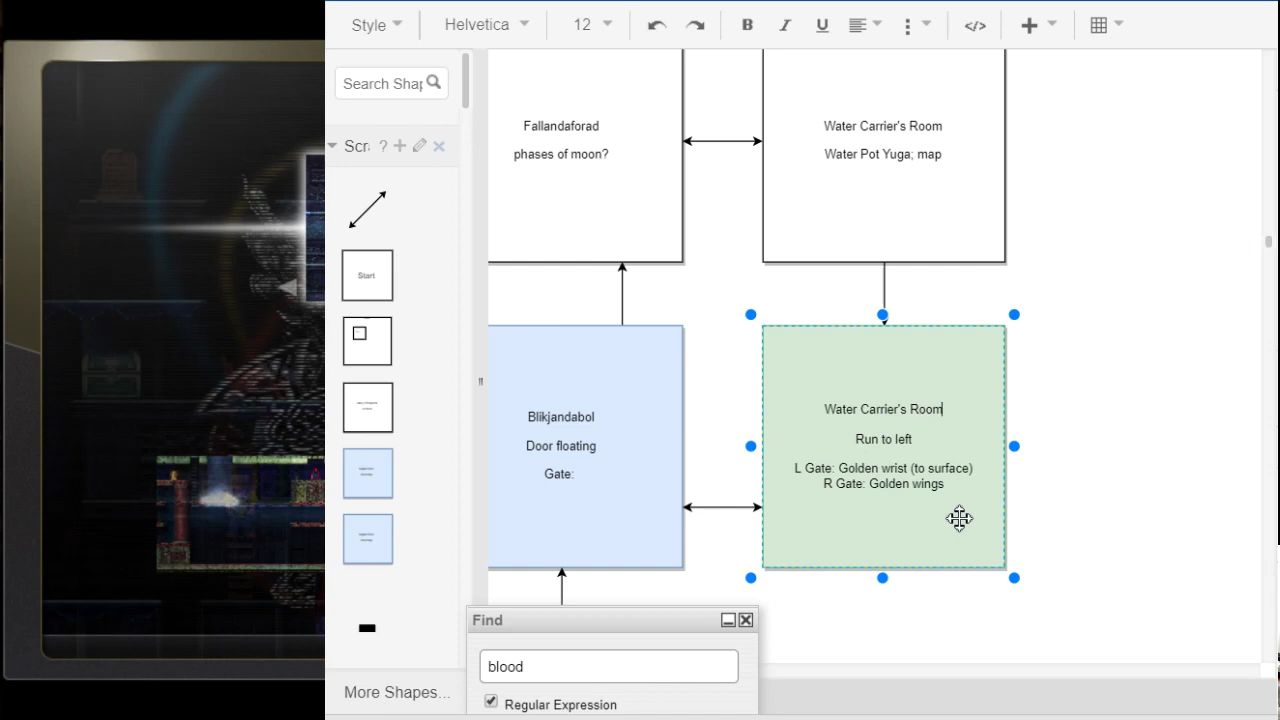 Style
Helvetica
12
B
I
U
</>
Search Shap
Scr
?
Start
Fallandaforad
phases of moon?
Water Carrier's Room
Water Pot Yuga; map
Blikjandabol
Door floating
Gate:
Water Carrier's Room
Run to left
L Gate: Golden wrist (to surface)
R Gate: Golden wings
More Shapes...
Find
blood
Regular Expression